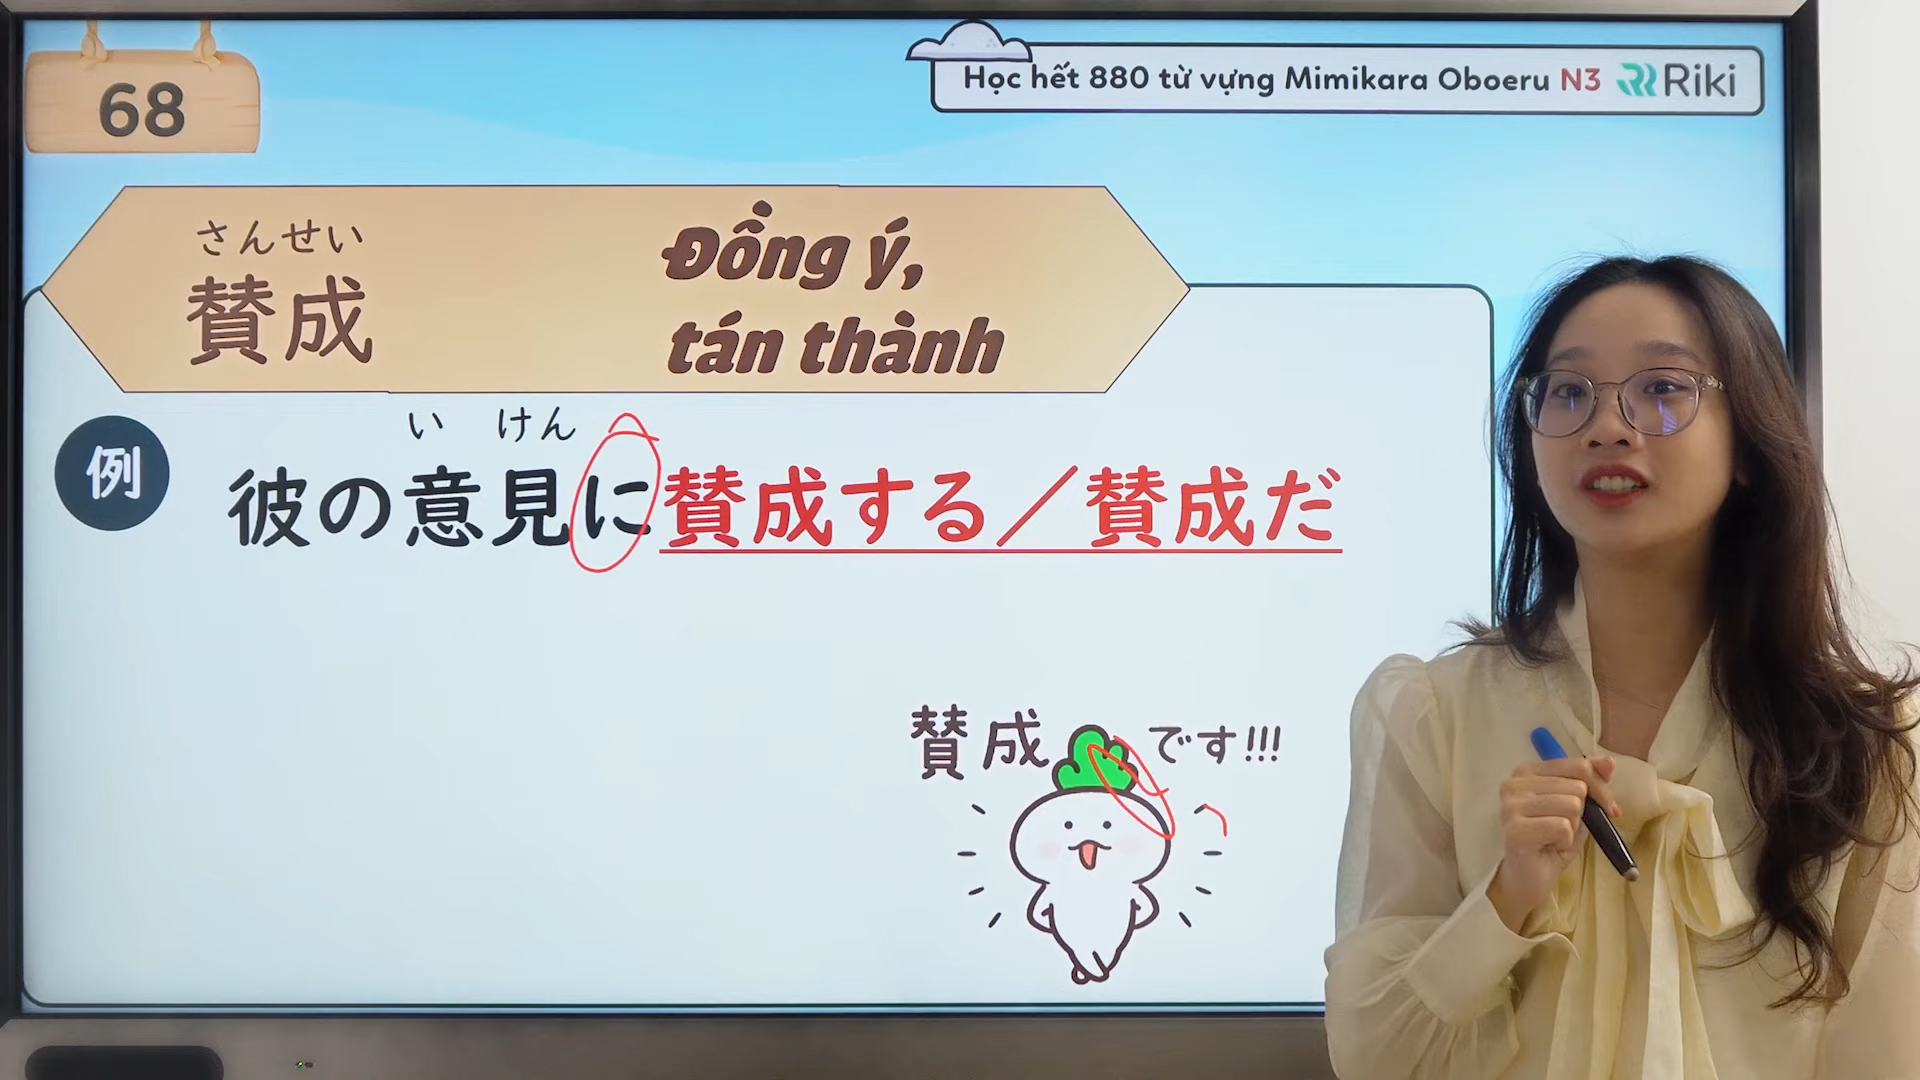 68
Học hết 880 từ vựng Mimikara Oboeru N3 Riki
さんせい
賛成
Đồng ý,
tán thành
い けん
例
彼の意見に賛成する／賛成だ
賛成です!!!